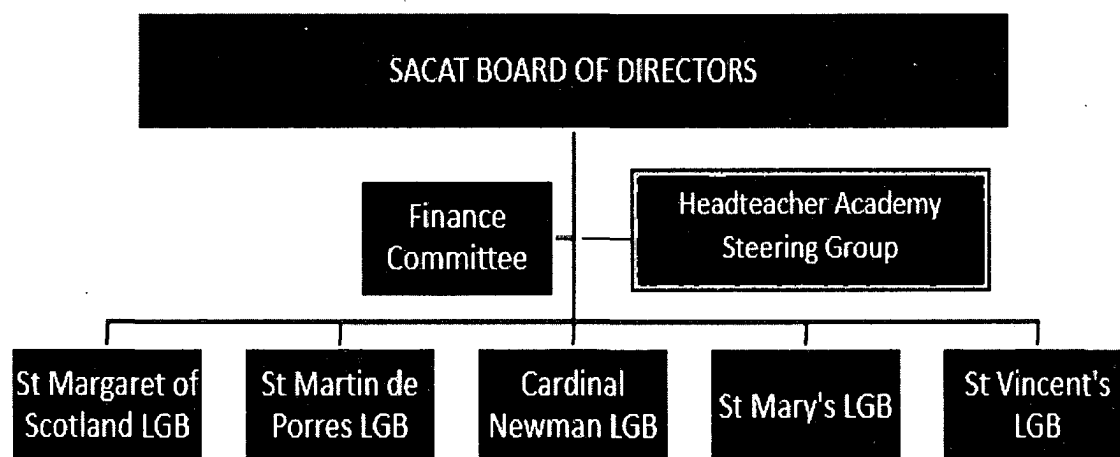 SACAT BOARD OF DIRECTORS
Finance
Committee
Headteacher Academy
Steering Group
St Margaret of
Scotland LGB
St Martin de
Porres LGB
Cardinal
Newman LGB
St Mary's LGB
St Vincent's
LGB